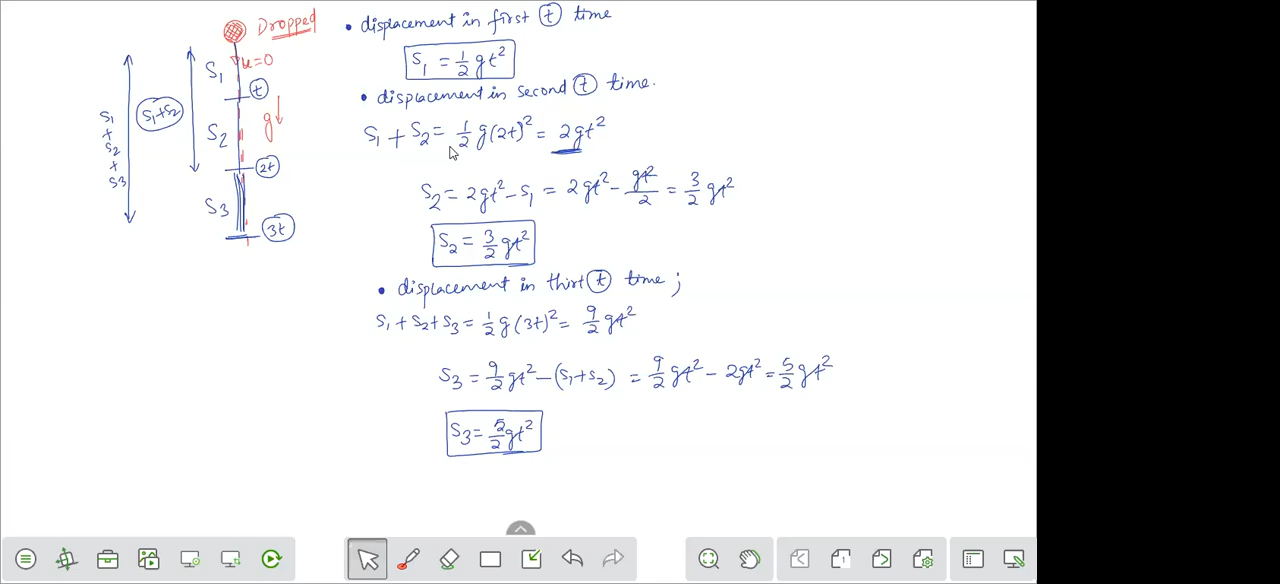 Dropped
u=0
S₁
t
g↓
S₁+S₂
S₂
2t
S₁
+
S₂
+
S₃
S₃
3t
• displacement in first t time
S₁ = 1/2 gt²
• displacement in second t time.
S₁ + S₂ = 1/2 g(2t)² = 2gt²
S₂ = 2gt² - S₁ = 2gt² - gt²/2 = 3/2 gt²
S₂ = 3/2 gt²
• displacement in thirt t time ;
S₁ + S₂ + S₃ = 1/2 g(3t)² = 9/2 gt²
S₃ = 9/2 gt² - (S₁+S₂) = 9/2 gt² - 2gt² = 5/2 gt²
S₃ = 5/2 gt²
1